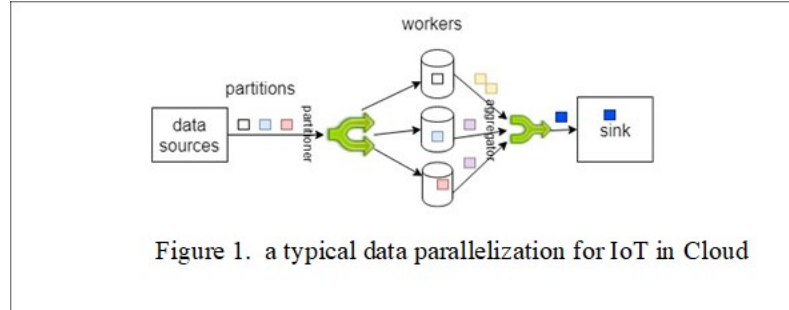 workers
partitions
data
sources
partitioner
aggregator
sink
Figure 1. a typical data parallelization for IoT in Cloud